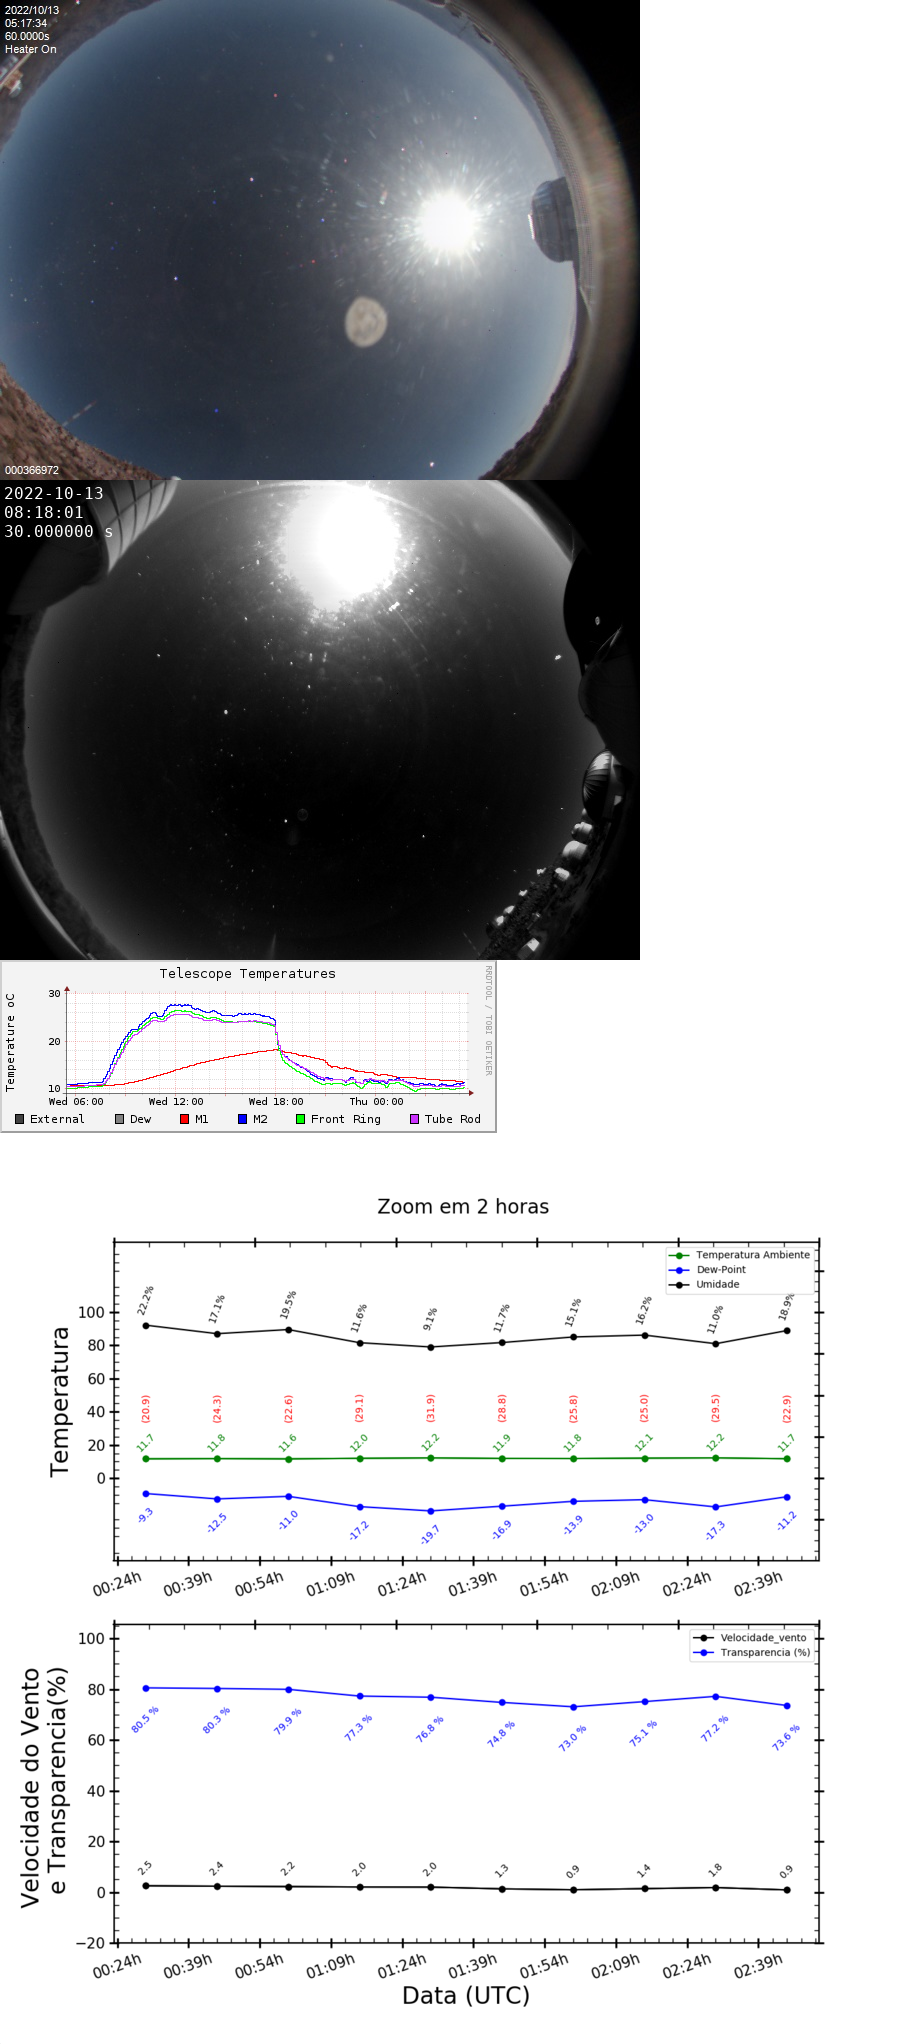 2022/10/13
05:17:34
60.0000s
Heater On
000366972
2022-10-13
08:18:01
30.000000 s
Telescope Temperatures
Temperature oC
RRDTOOL / TOBI OETIKER
30
20
10
Wed 06:00 Wed 12:00 Wed 18:00 Thu 00:00
External Dew M1 M2 Front Ring Tube Rod
Zoom em 2 horas
Temperatura
Temperatura Ambiente
Dew-Point
Umidade
22.2% 17.1% 19.5% 11.6% 9.1% 11.7% 15.1% 16.2% 11.0% 18.9%
100
80
60
40
20
0
(20.9) (24.3) (22.6) (29.1) (31.9) (28.8) (25.8) (25.0) (29.5) (22.9)
11.7 11.8 11.6 12.0 12.2 11.9 11.8 12.1 12.2 11.7
-9.3 -12.5 -11.0 -17.2 -19.7 -16.9 -13.9 -13.0 -17.3 -11.2
00:24h 00:39h 00:54h 01:09h 01:24h 01:39h 01:54h 02:09h 02:24h 02:39h
Velocidade do Vento
e Transparencia(%)
Velocidade_vento
Transparencia (%)
100
80
60
40
20
0
−20
80.5 % 80.3 % 79.9 % 77.3 % 76.8 % 74.8 % 73.0 % 75.1 % 77.2 % 73.6 %
2.5 2.4 2.2 2.0 2.0 1.3 0.9 1.4 1.8 0.9
00:24h 00:39h 00:54h 01:09h 01:24h 01:39h 01:54h 02:09h 02:24h 02:39h
Data (UTC)